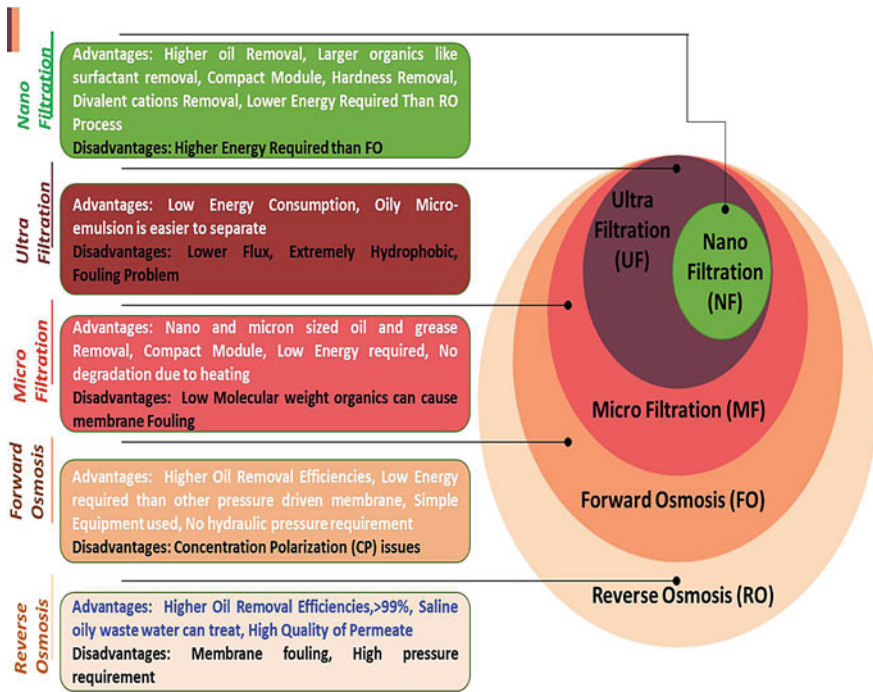 Nano
Filtration
Advantages: Higher oil Removal, Larger organics like
surfactant removal, Compact Module, Hardness Removal,
Divalent cations Removal, Lower Energy Required Than RO
Process
Disadvantages: Higher Energy Required than FO
Ultra
Filtration
Advantages: Low Energy Consumption, Oily Micro-
emulsion is easier to separate
Disadvantages: Lower Flux, Extremely Hydrophobic,
Fouling Problem
Micro
Filtration
Advantages: Nano and micron sized oil and grease
Removal, Compact Module, Low Energy required, No
degradation due to heating
Disadvantages: Low Molecular weight organics can cause
membrane Fouling
Forward
Osmosis
Advantages: Higher Oil Removal Efficiencies, Low Energy
required than other pressure driven membrane, Simple
Equipment used, No hydraulic pressure requirement
Disadvantages: Concentration Polarization (CP) issues
Reverse
Osmosis
Advantages: Higher Oil Removal Efficiencies,>99%, Saline
oily waste water can treat, High Quality of Permeate
Disadvantages: Membrane fouling, High pressure
requirement
Ultra
Filtration
(UF)
Nano
Filtration
(NF)
Micro Filtration (MF)
Forward Osmosis (FO)
Reverse Osmosis (RO)